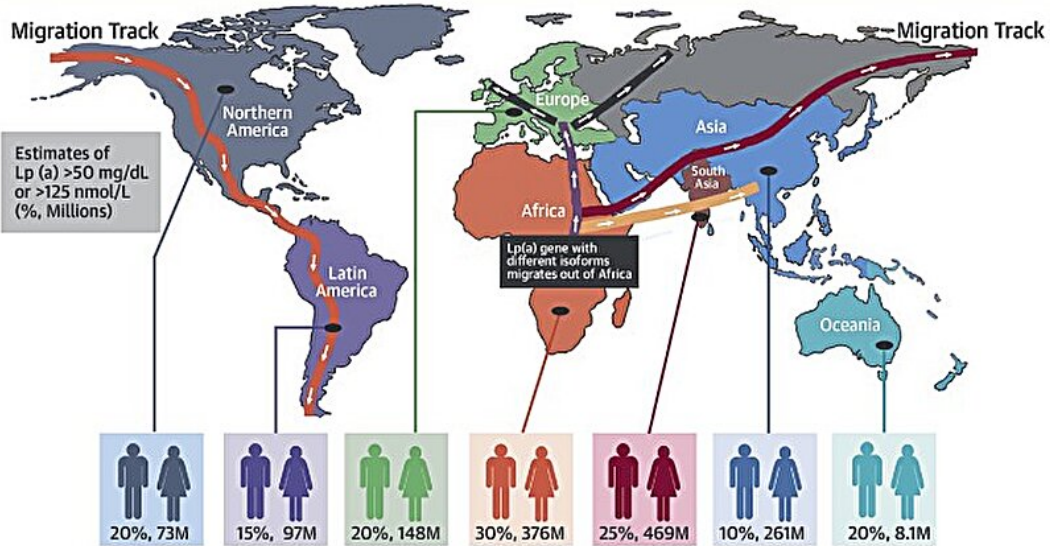 Migration Track
Migration Track
Northern
America
Europe
Asia
South
Asia
Estimates of
Lp (a) >50 mg/dL
or >125 nmol/L
(%, Millions)
Africa
Lp(a) gene with
different isoforms
migrates out of Africa
Latin
America
Oceania
20%, 73M
15%, 97M
20%, 148M
30%, 376M
25%, 469M
10%, 261M
20%, 8.1M